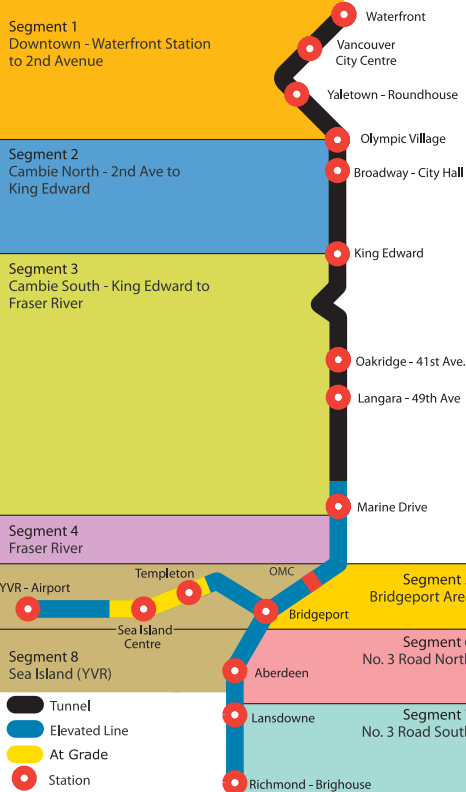 Segment 1
Downtown - Waterfront Station
to 2nd Avenue
Waterfront
Vancouver
City Centre
Yaletown - Roundhouse
Olympic Village
Segment 2
Cambie North - 2nd Ave to
King Edward
Broadway - City Hall
King Edward
Segment 3
Cambie South - King Edward to
Fraser River
Oakridge - 41st Ave.
Langara - 49th Ave
Marine Drive
Segment 4
Fraser River
YVR - Airport
Templeton
OMC
Sea Island
Centre
Bridgeport
Segment
Bridgeport Are
Segment 8
Sea Island (YVR)
Segment
No. 3 Road North
Aberdeen
Lansdowne
Segment
No. 3 Road South
Richmond - Brighouse
Tunnel
Elevated Line
At Grade
Station